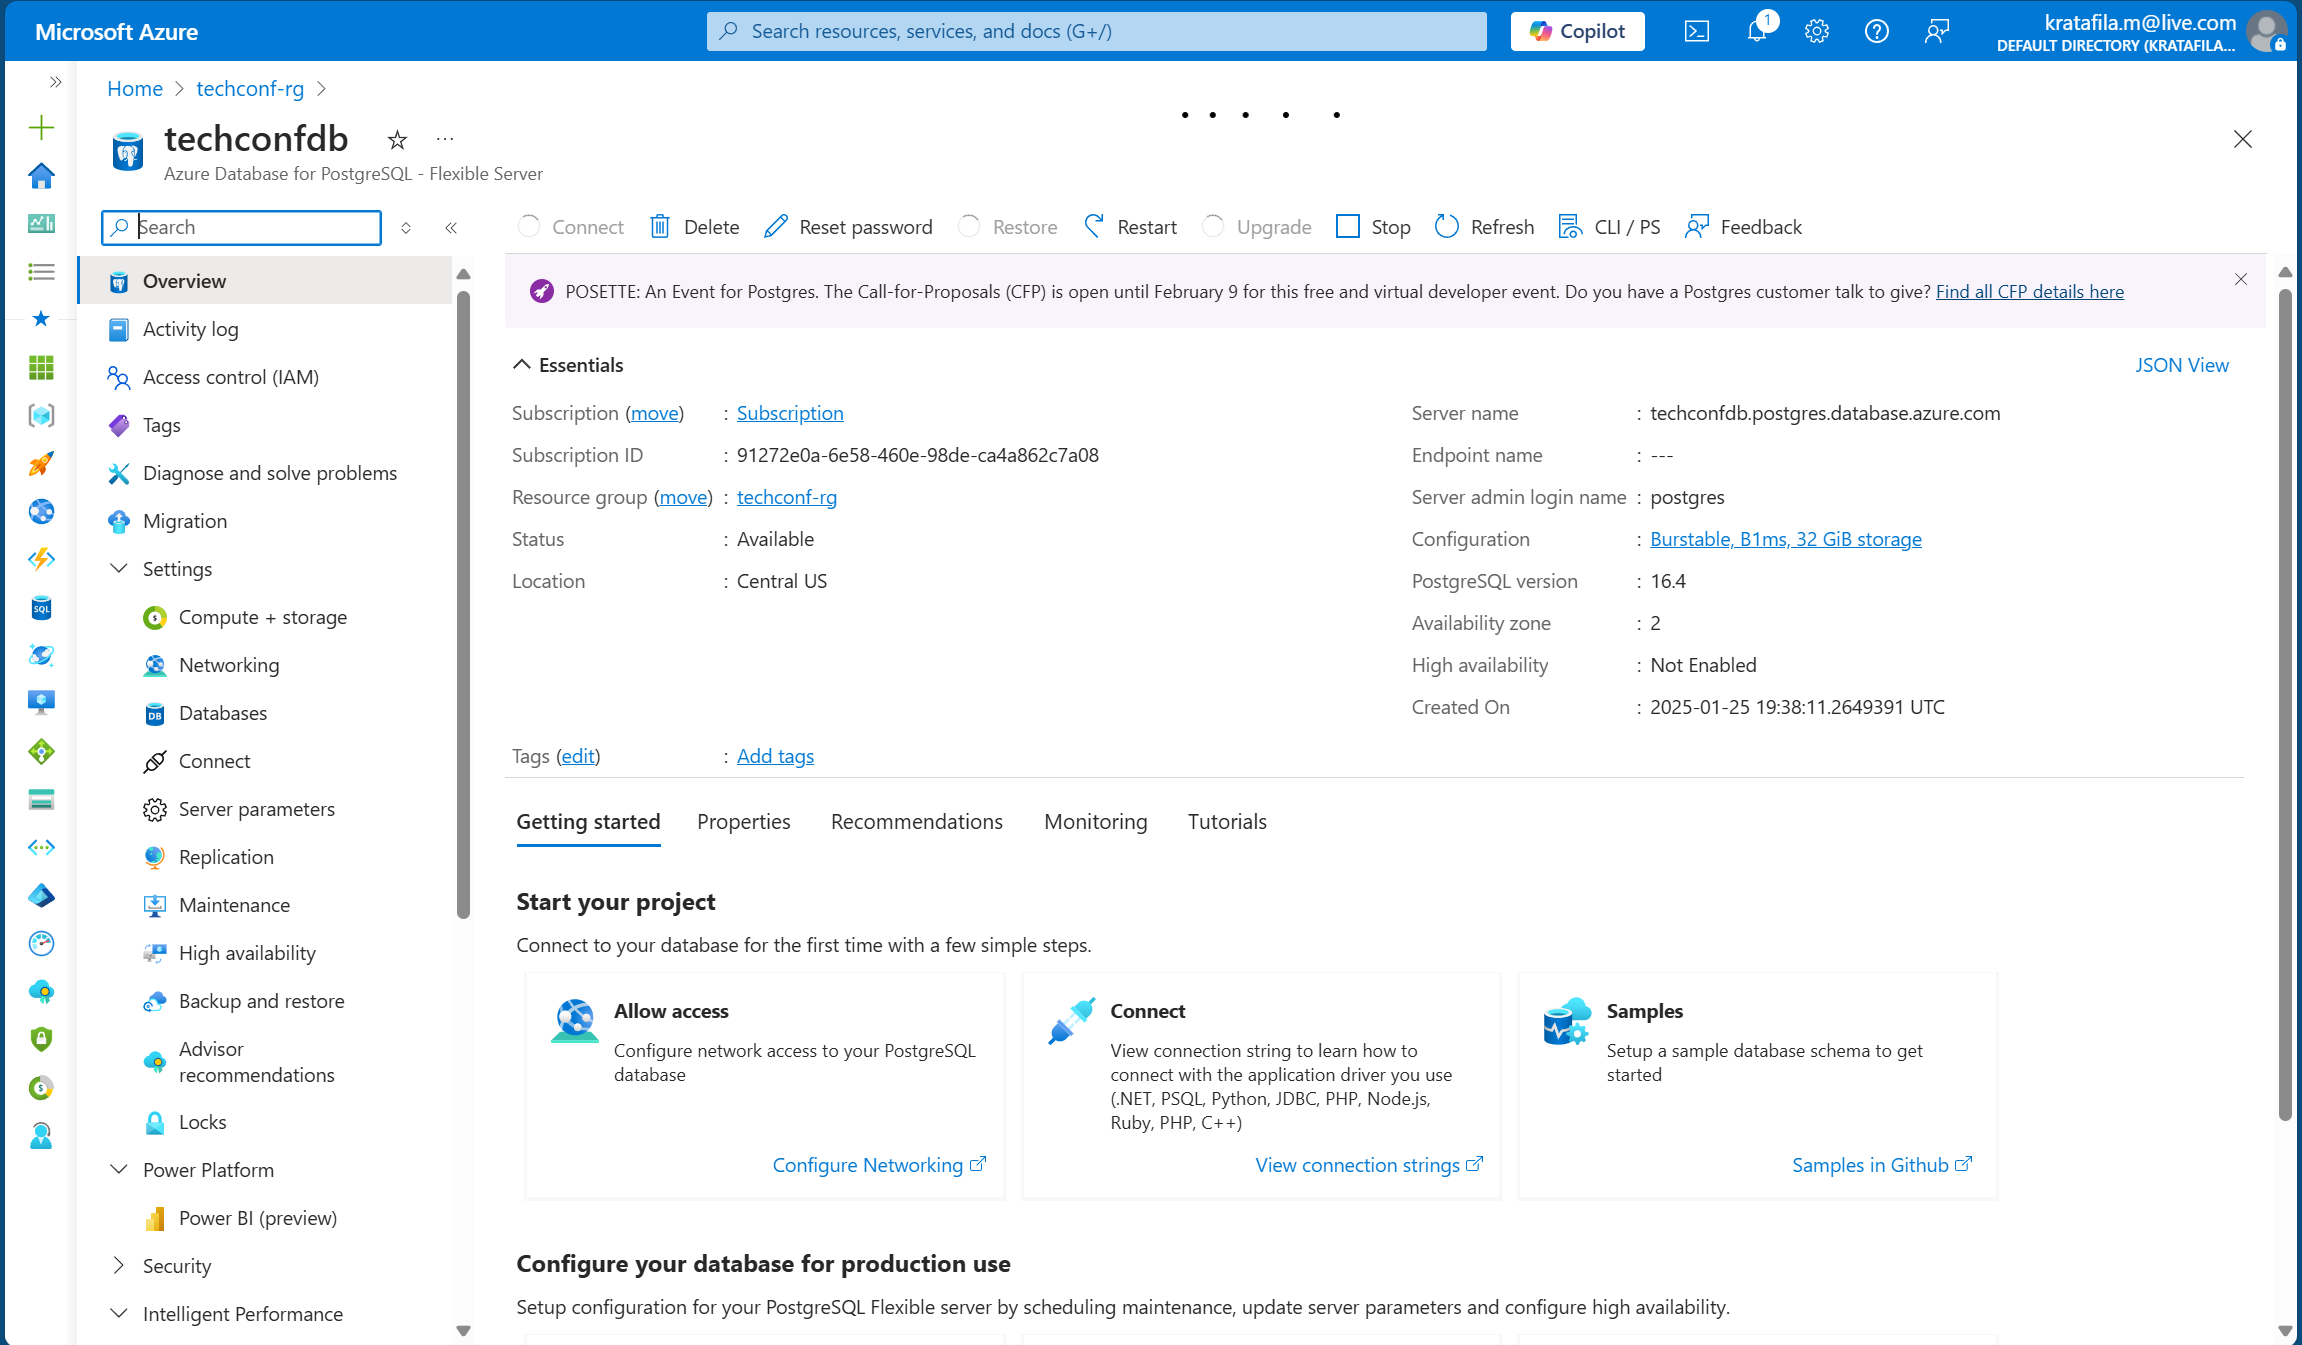 Microsoft Azure
Search resources, services, and docs (G+/)
Copilot
1
kratafila.m@live.com
DEFAULT DIRECTORY (KRATAFILA...
Home > techconf-rg >
techconfdb
Azure Database for PostgreSQL - Flexible Server
Search
Connect
Delete
Reset password
Restore
Restart
Upgrade
Stop
Refresh
CLI / PS
Feedback
Overview
Activity log
Access control (IAM)
Tags
Diagnose and solve problems
Migration
Settings
Compute + storage
Networking
Databases
Connect
Server parameters
Replication
Maintenance
High availability
Backup and restore
Advisor
recommendations
Locks
Power Platform
Power BI (preview)
Security
Intelligent Performance
POSETTE: An Event for Postgres. The Call-for-Proposals (CFP) is open until February 9 for this free and virtual developer event. Do you have a Postgres customer talk to give? Find all CFP details here
Essentials
JSON View
Subscription (move) : Subscription
Subscription ID : 91272e0a-6e58-460e-98de-ca4a862c7a08
Resource group (move) : techconf-rg
Status : Available
Location : Central US
Server name : techconfdb.postgres.database.azure.com
Endpoint name : ---
Server admin login name : postgres
Configuration : Burstable, B1ms, 32 GiB storage
PostgreSQL version : 16.4
Availability zone : 2
High availability : Not Enabled
Created On : 2025-01-25 19:38:11.2649391 UTC
Tags (edit) : Add tags
Getting started
Properties
Recommendations
Monitoring
Tutorials
Start your project
Connect to your database for the first time with a few simple steps.
Allow access
Configure network access to your PostgreSQL
database
Configure Networking
Connect
View connection string to learn how to
connect with the application driver you use
(.NET, PSQL, Python, JDBC, PHP, Node.js,
Ruby, PHP, C++)
View connection strings
Samples
Setup a sample database schema to get
started
Samples in Github
Configure your database for production use
Setup configuration for your PostgreSQL Flexible server by scheduling maintenance, update server parameters and configure high availability.